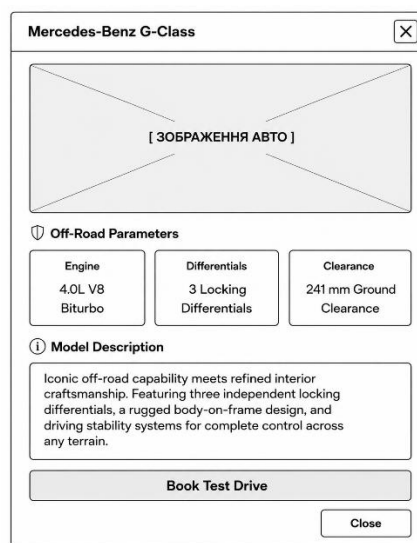 Mercedes-Benz G-Class
[ ЗОБРАЖЕННЯ АВТО ]
Off-Road Parameters
Engine
4.0L V8
Biturbo
Differentials
3 Locking
Differentials
Clearance
241 mm Ground
Clearance
Model Description
Iconic off-road capability meets refined interior
craftsmanship. Featuring three independent locking
differentials, a rugged body-on-frame design, and
driving stability systems for complete control across
any terrain.
Book Test Drive
Close